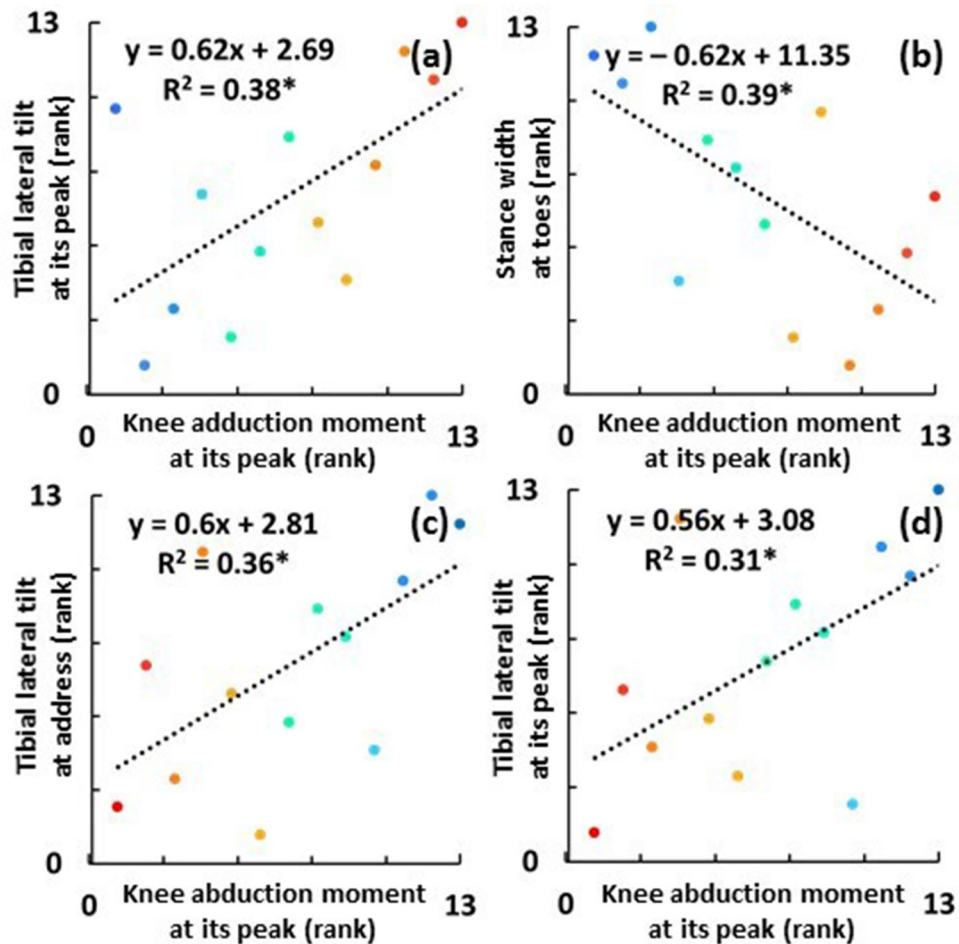 13
y = 0.62x + 2.69
R² = 0.38*
(a)
Tibial lateral tilt
at its peak (rank)
0
0
Knee adduction moment
at its peak (rank)
13
13
y = – 0.62x + 11.35
R² = 0.39*
(b)
Stance width
at toes (rank)
0
0
Knee adduction moment
at its peak (rank)
13
13
y = 0.6x + 2.81
R² = 0.36*
(c)
Tibial lateral tilt
at address (rank)
0
0
Knee abduction moment
at its peak (rank)
13
13
y = 0.56x + 3.08
R² = 0.31*
(d)
Tibial lateral tilt
at its peak (rank)
0
0
Knee abduction moment
at its peak (rank)
13